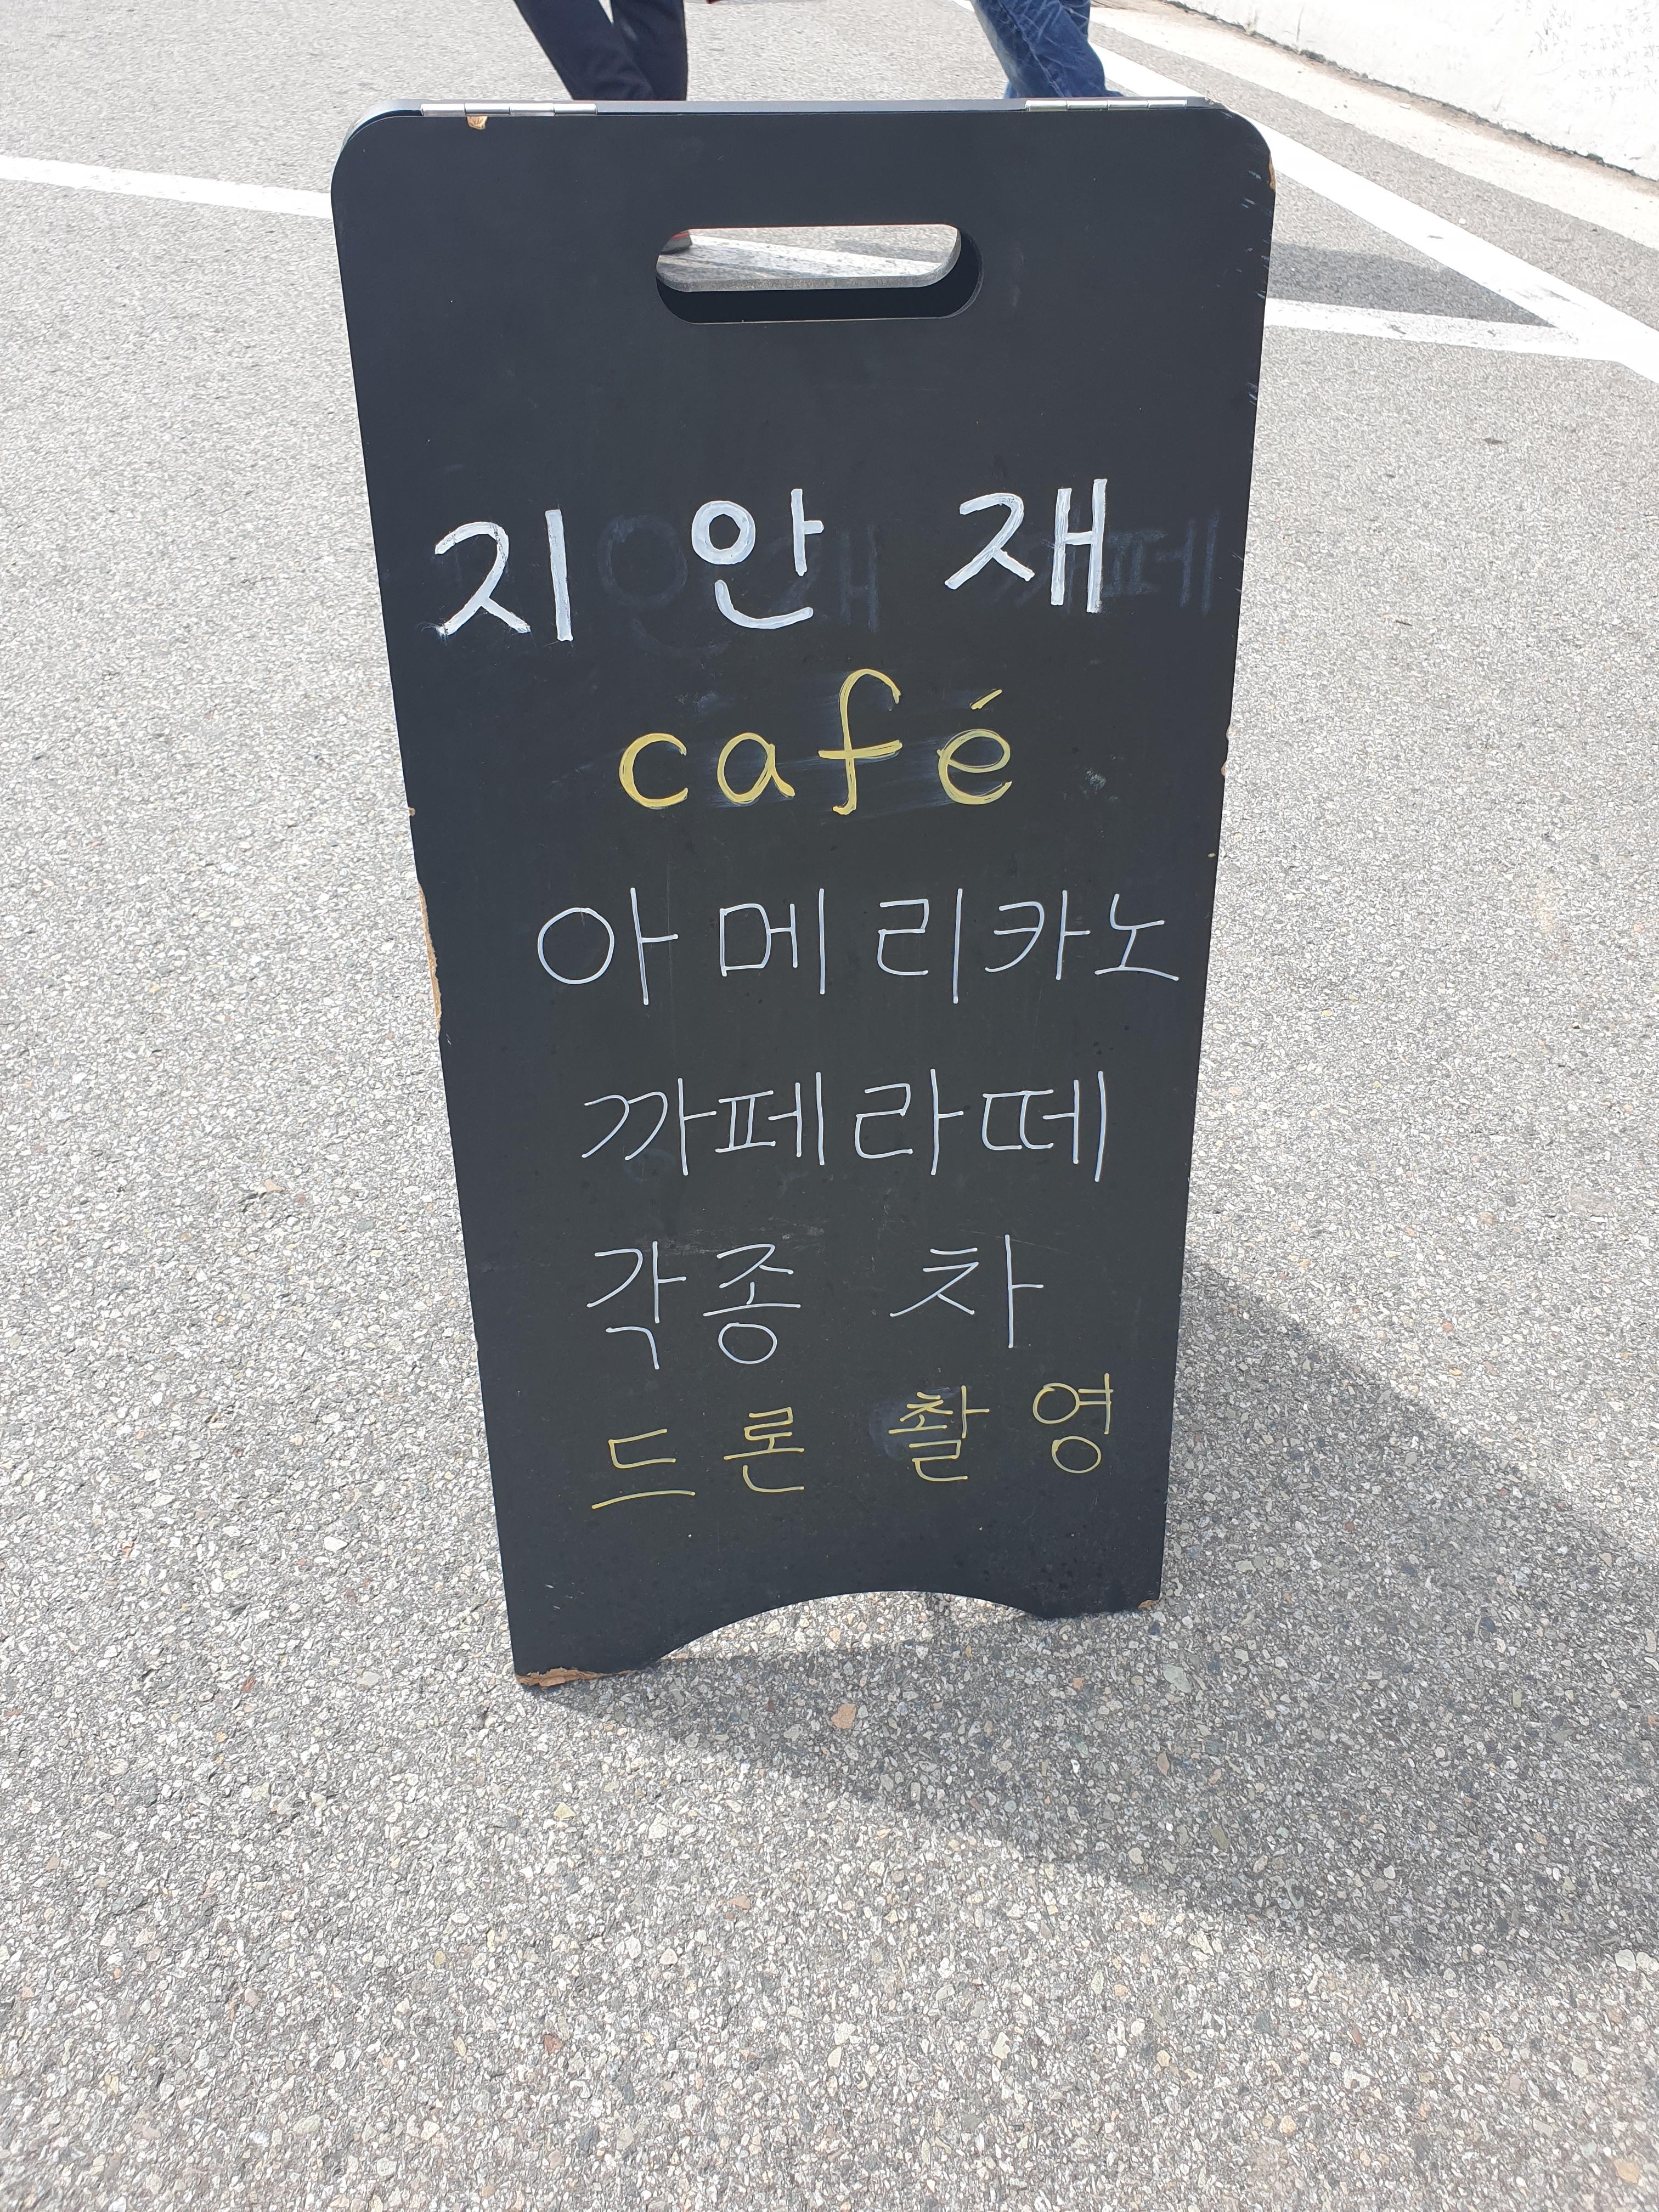 지안재
café
아메리카노
까페라떼
각종 차
드론 촬영